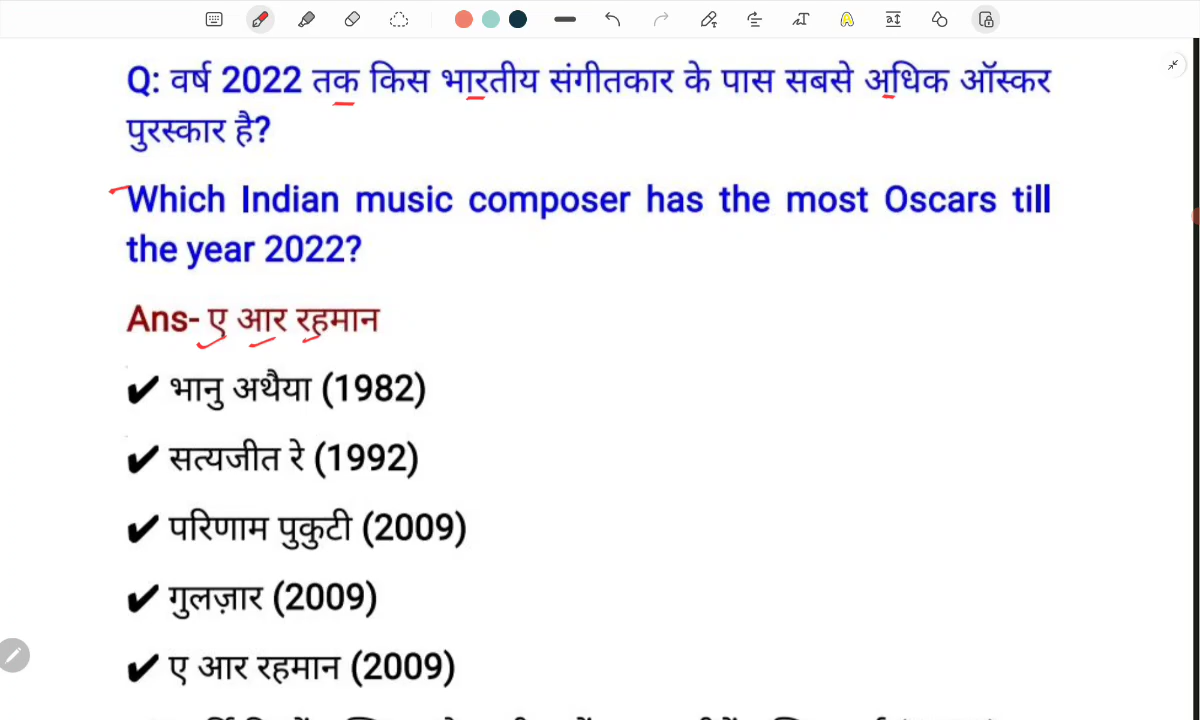 Q: वर्ष 2022 तक किस भारतीय संगीतकार के पास सबसे अधिक ऑस्कर
पुरस्कार है?
Which Indian music composer has the most Oscars till
the year 2022?
Ans- ए आर रहमान
✔ भानु अथैया (1982)
✔ सत्यजीत रे (1992)
✔ परिणाम पुकुटी (2009)
✔ गुलज़ार (2009)
✔ ए आर रहमान (2009)